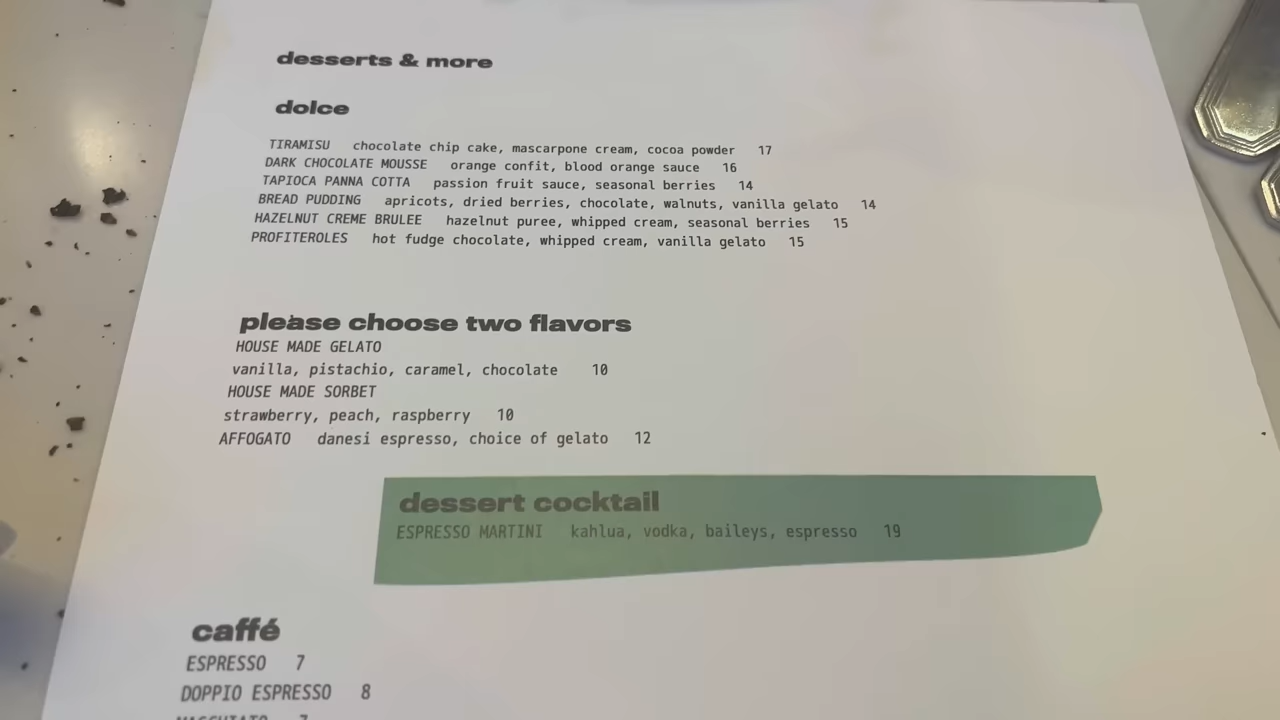 desserts & more
dolce
TIRAMISU chocolate chip cake, mascarpone cream, cocoa powder 17
DARK CHOCOLATE MOUSSE orange confit, blood orange sauce 16
TAPIOCA PANNA COTTA passion fruit sauce, seasonal berries 14
BREAD PUDDING apricots, dried berries, chocolate, walnuts, vanilla gelato 14
HAZELNUT CREME BRULEE hazelnut puree, whipped cream, seasonal berries 15
PROFITEROLES hot fudge chocolate, whipped cream, vanilla gelato 15
please choose two flavors
HOUSE MADE GELATO
vanilla, pistachio, caramel, chocolate 10
HOUSE MADE SORBET
strawberry, peach, raspberry 10
AFFOGATO danesi espresso, choice of gelato 12
dessert cocktail
ESPRESSO MARTINI kahlua, vodka, baileys, espresso 19
caffé
ESPRESSO 7
DOPPIO ESPRESSO 8
MACCHIATO 7